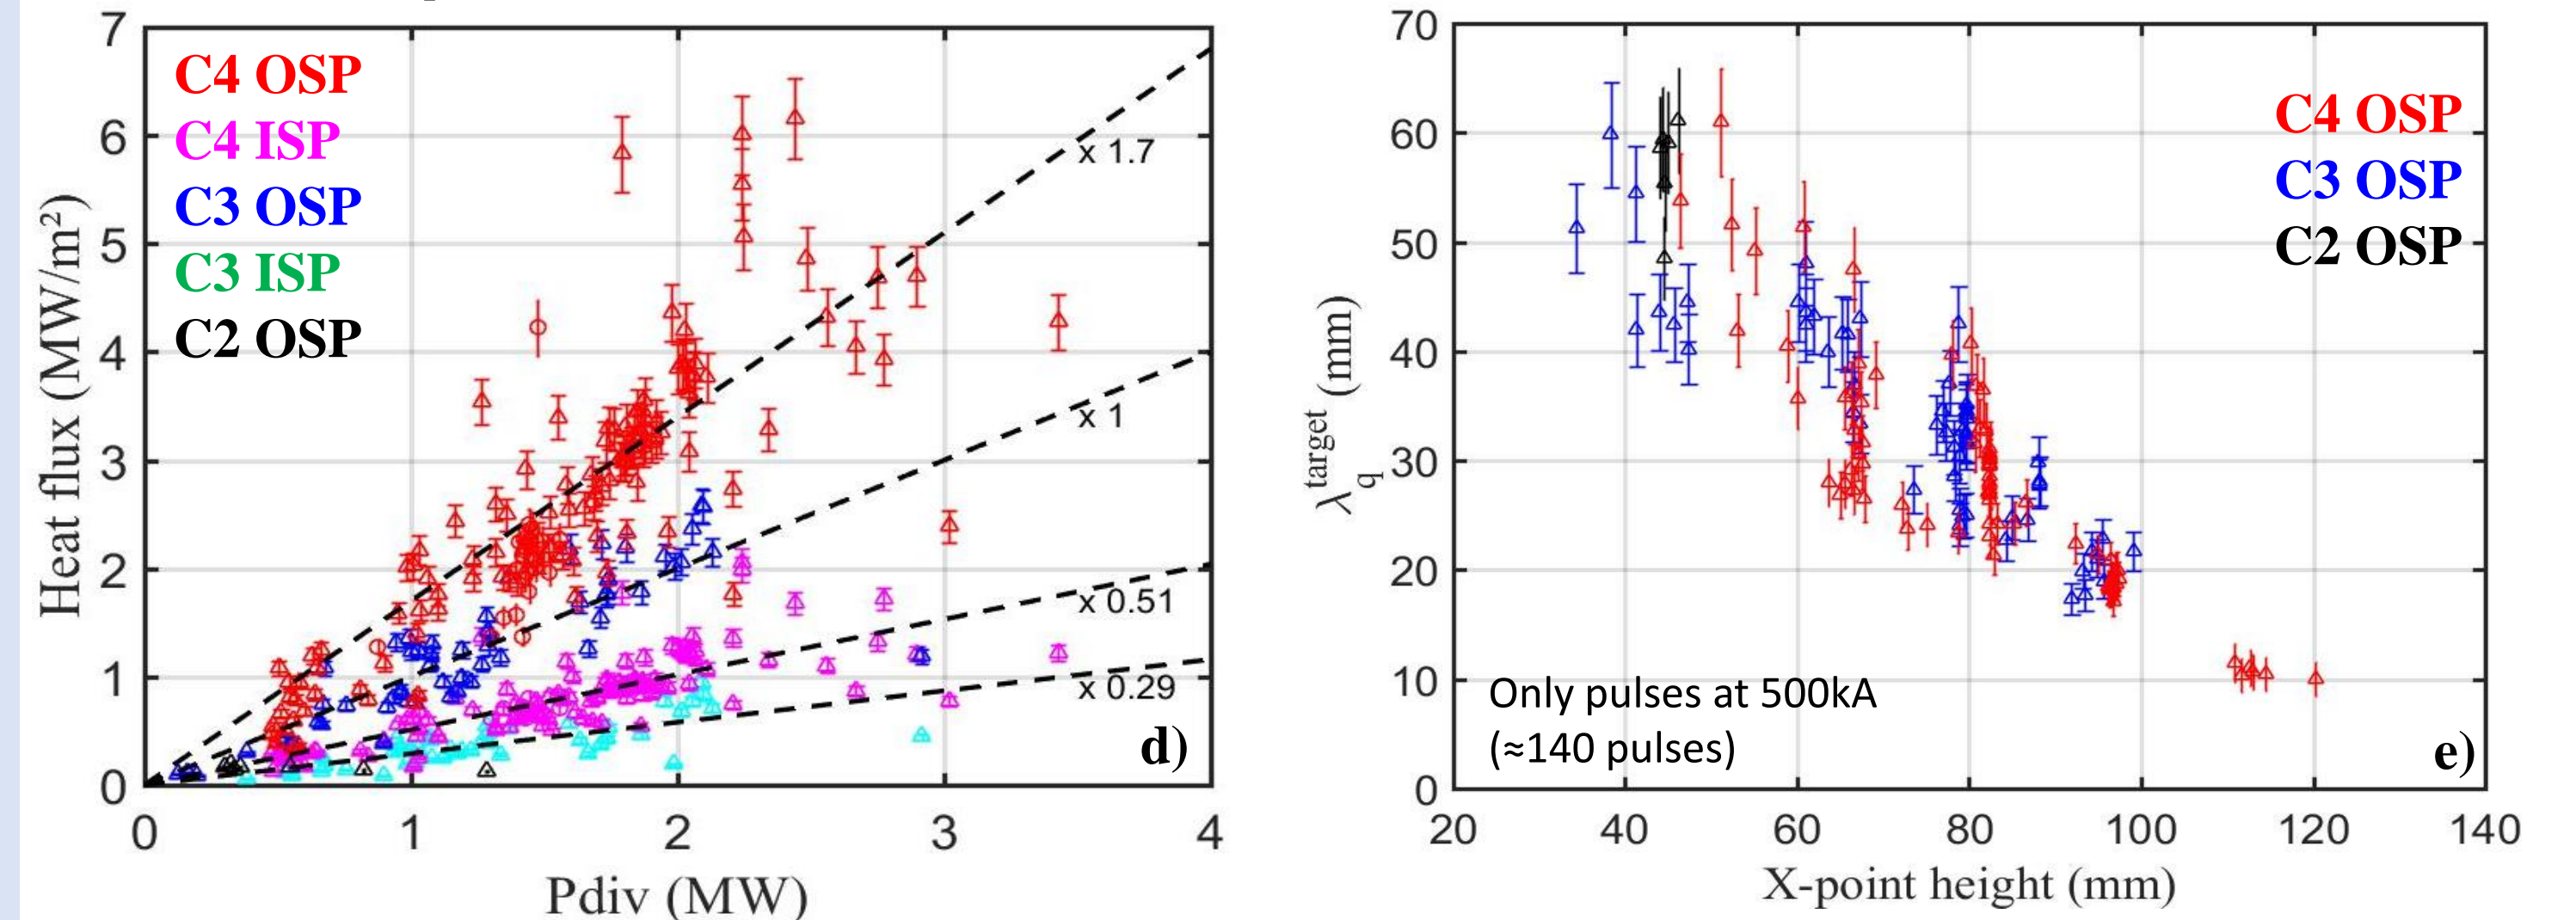 7
6
5
4
3
2
1
0
Heat flux (MW/m²)
C4 OSP
C4 ISP
C3 OSP
C3 ISP
C2 OSP
x 1.7
x 1
x 0.51
x 0.29
d)
0 1 2 3 4
Pdiv (MW)
70
60
50
40
30
20
10
0
λ_q^target (mm)
C4 OSP
C3 OSP
C2 OSP
Only pulses at 500kA
(≈140 pulses)
e)
20 40 60 80 100 120 140
X-point height (mm)